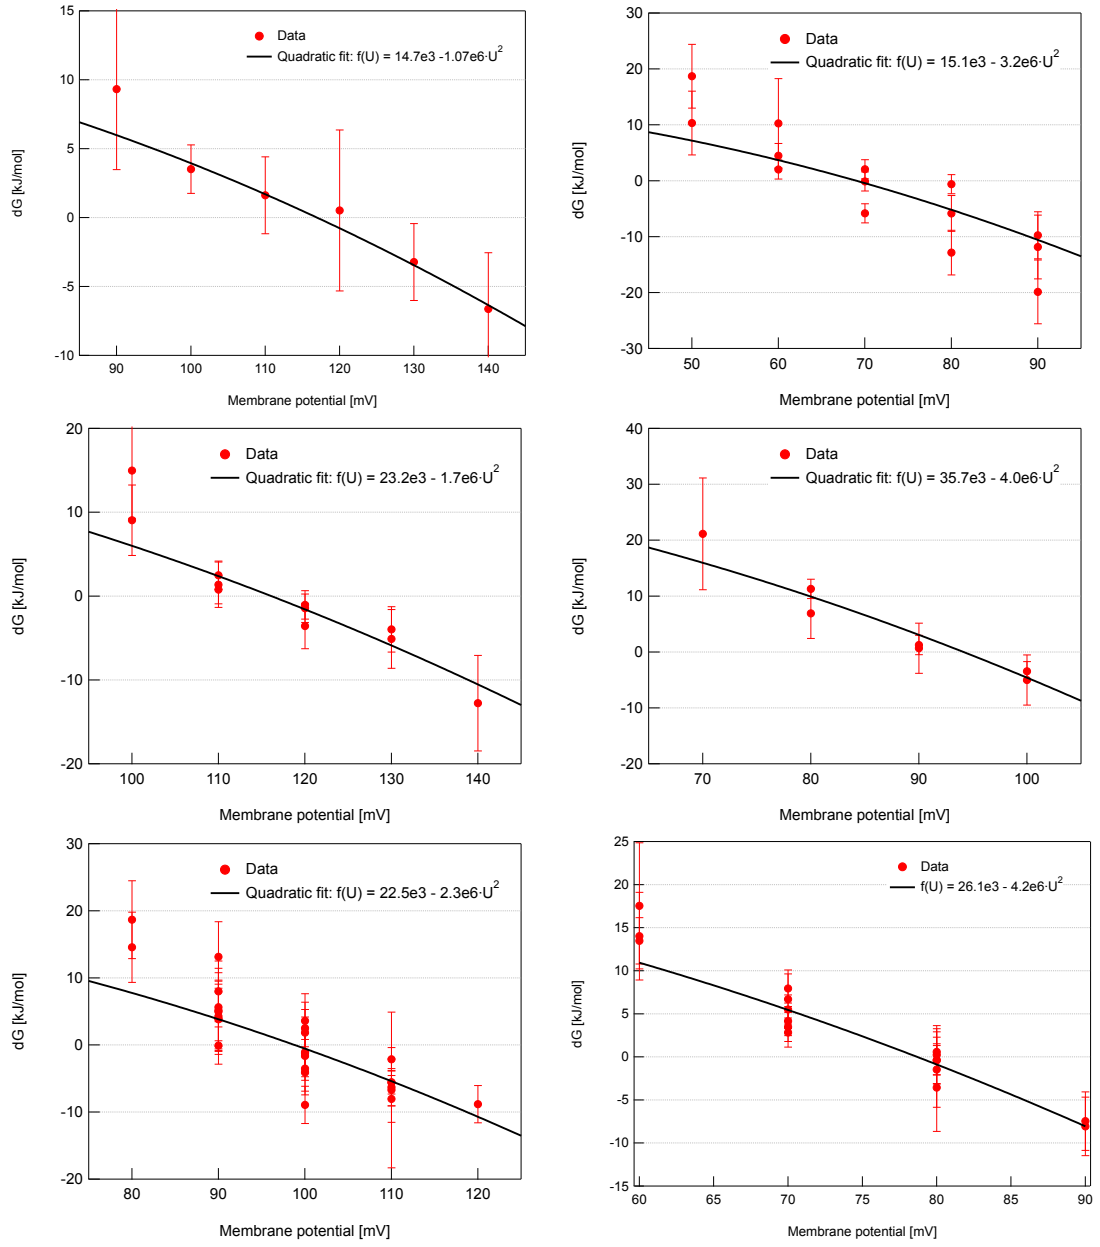 15
10
5
0
-5
-10
dG [kJ/mol]
90 100 110 120 130 140
Membrane potential [mV]
Data
Quadratic fit: f(U) = 14.7e3 -1.07e6·U²
30
20
10
0
-10
-20
-30
dG [kJ/mol]
50 60 70 80 90
Membrane potential [mV]
Data
Quadratic fit: f(U) = 15.1e3 - 3.2e6·U²
20
10
0
-10
-20
dG [kJ/mol]
100 110 120 130 140
Membrane potential [mV]
Data
Quadratic fit: f(U) = 23.2e3 - 1.7e6·U²
40
30
20
10
0
-10
-20
dG [kJ/mol]
70 80 90 100
Membrane potential [mV]
Data
Quadratic fit: f(U) = 35.7e3 - 4.0e6·U²
30
20
10
0
-10
-20
dG [kJ/mol]
80 90 100 110 120
Membrane potential [mV]
Data
Quadratic fit: f(U) = 22.5e3 - 2.3e6·U²
25
20
15
10
5
0
-5
-10
-15
dG [kJ/mol]
60 65 70 75 80 85 90
Membrane potential [mV]
Data
f(U) = 26.1e3 - 4.2e6·U²